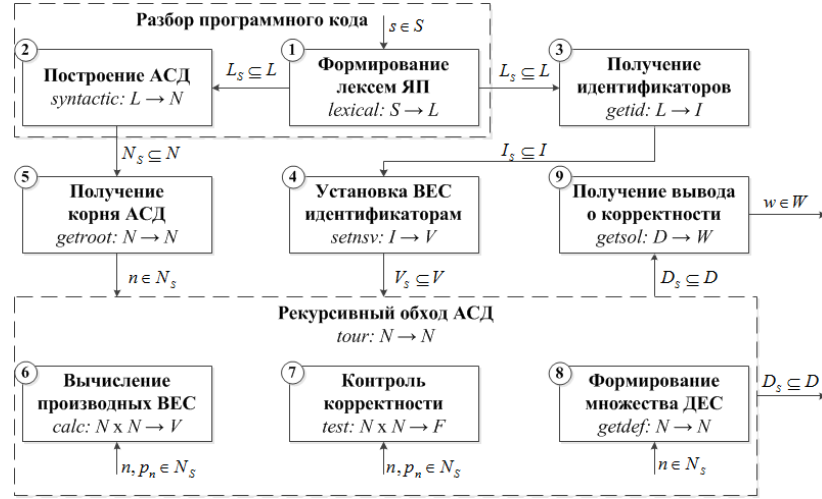 Разбор программного кода
s ∈ S
2
Построение АСД
syntactic: L → N
L_S ⊆ L
1
Формирование
лексем ЯП
lexical: S → L
L_S ⊆ L
3
Получение
идентификаторов
getid: L → I
N_S ⊆ N
I_S ⊆ I
5
Получение
корня АСД
getroot: N → N
4
Установка ВЕС
идентификаторам
setnsv: I → V
9
Получение вывода
о корректности
getsol: D → W
w ∈ W
n ∈ N_S
V_S ⊆ V
D_S ⊆ D
Рекурсивный обход АСД
tour: N → N
6
Вычисление
производных ВЕС
calc: N x N → V
7
Контроль
корректности
test: N x N → F
8
Формирование
множества ДЕС
getdef: N → N
D_S ⊆ D
n, p_n ∈ N_S
n, p_n ∈ N_S
n ∈ N_S